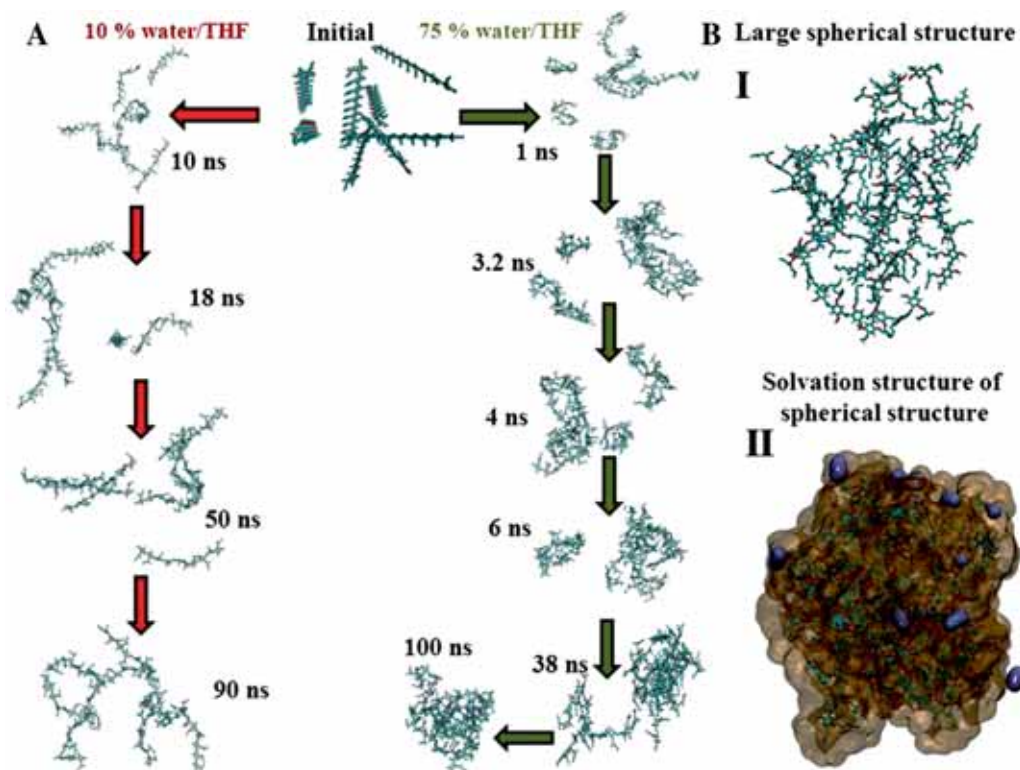 A
10 % water/THF
Initial
75 % water/THF
10 ns
18 ns
50 ns
90 ns
1 ns
3.2 ns
4 ns
6 ns
38 ns
100 ns
B
Large spherical structure
I
Solvation structure of
spherical structure
II